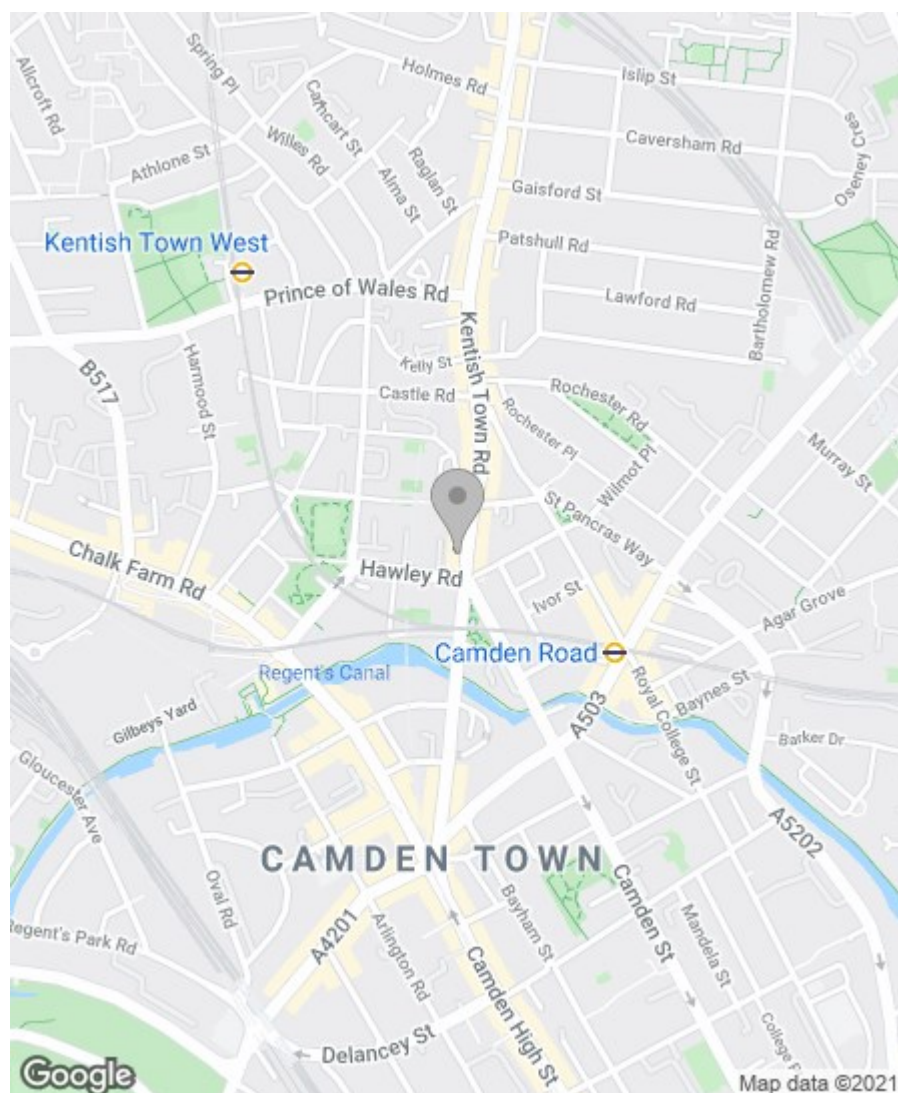 Holmes Rd
Islip St
Spring Pl
Allcroft Rd
Cathcart St
Willes Rd
Raglan St
Caversham Rd
Oseney Cres
Athlone St
Alma St
Gaisford St
Kentish Town West
Patshull Rd
Bartholomew Rd
Prince of Wales Rd
Lawford Rd
Kentish Town Rd
Harmood St
B517
Kelly St
Castle Rd
Rochester Rd
Rochester Pl
Wilmot Pl
Murray St
St Pancras Way
Chalk Farm Rd
Hawley Rd
Ivor St
Agar Grove
Camden Road
Regent's Canal
Royal College St
Baynes St
A503
Gilbeys Yard
Barker Dr
Gloucester Ave
A5202
CAMDEN TOWN
Oval Rd
Camden St
Bayham St
Mandela St
Regent's Park Rd
A4201
Arlington Rd
Camden High St
Delancey St
College
Google
Map data ©2021